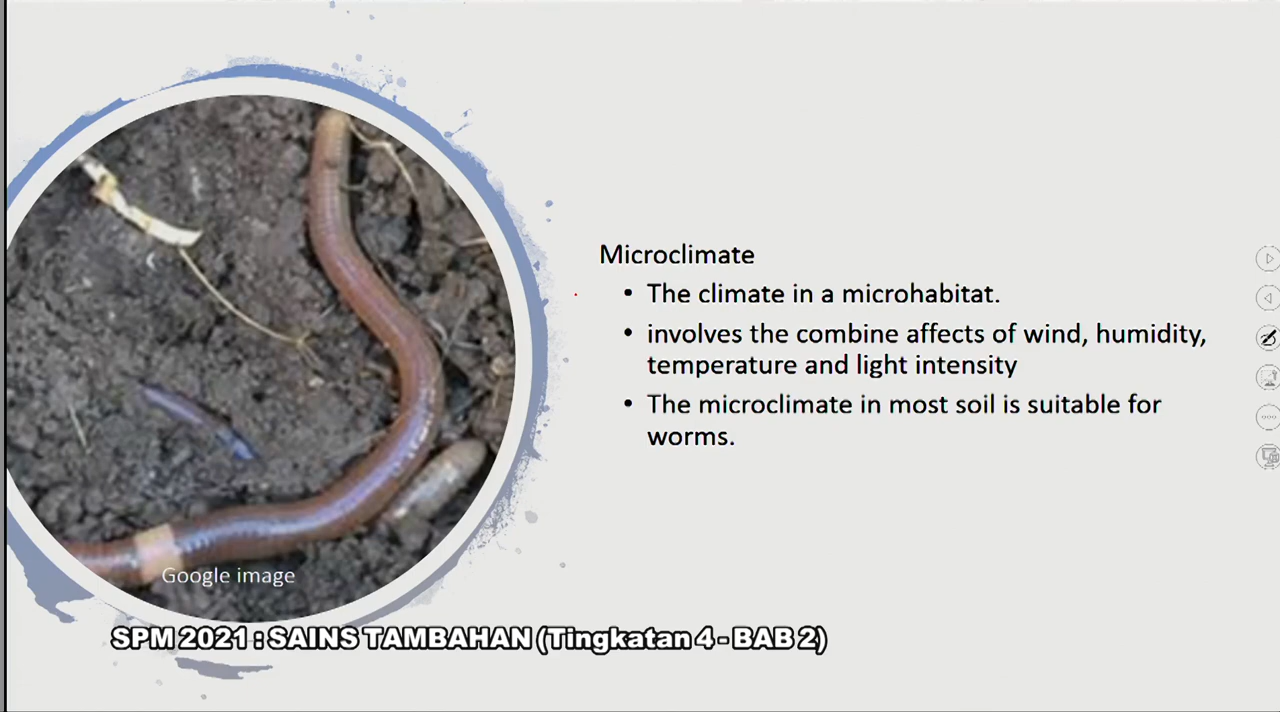 Microclimate
• The climate in a microhabitat.
• involves the combine affects of wind, humidity,
temperature and light intensity
• The microclimate in most soil is suitable for
worms.
Google image
SPM 2021 : SAINS TAMBAHAN (Tingkatan 4 - BAB 2)